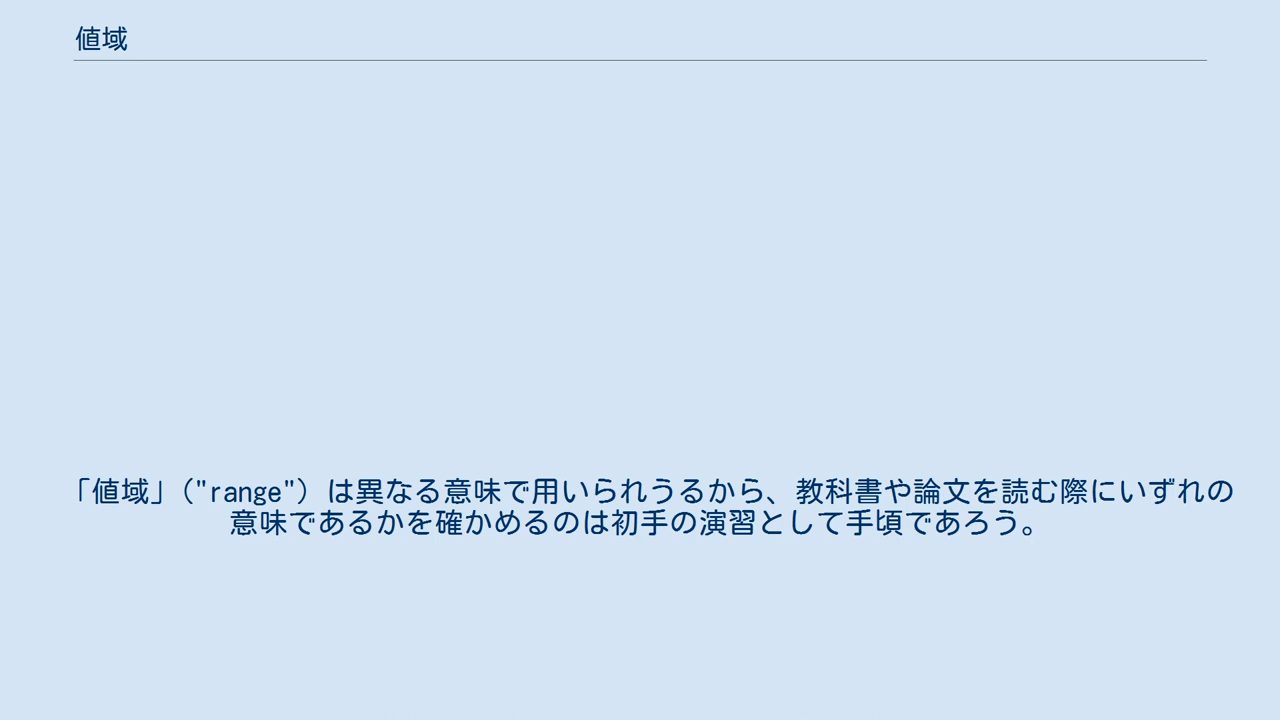 値域
「値域」("range") は異なる意味で用いられうるから、教科書や論文を読む際にいずれの
意味であるかを確かめるのは初手の演習として手頃であろう。